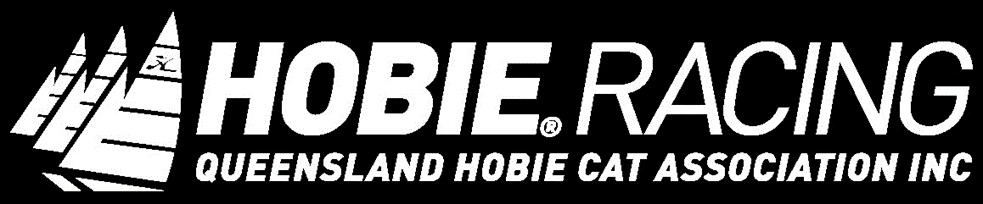 HOBIE® RACING
QUEENSLAND HOBIE CAT ASSOCIATION INC